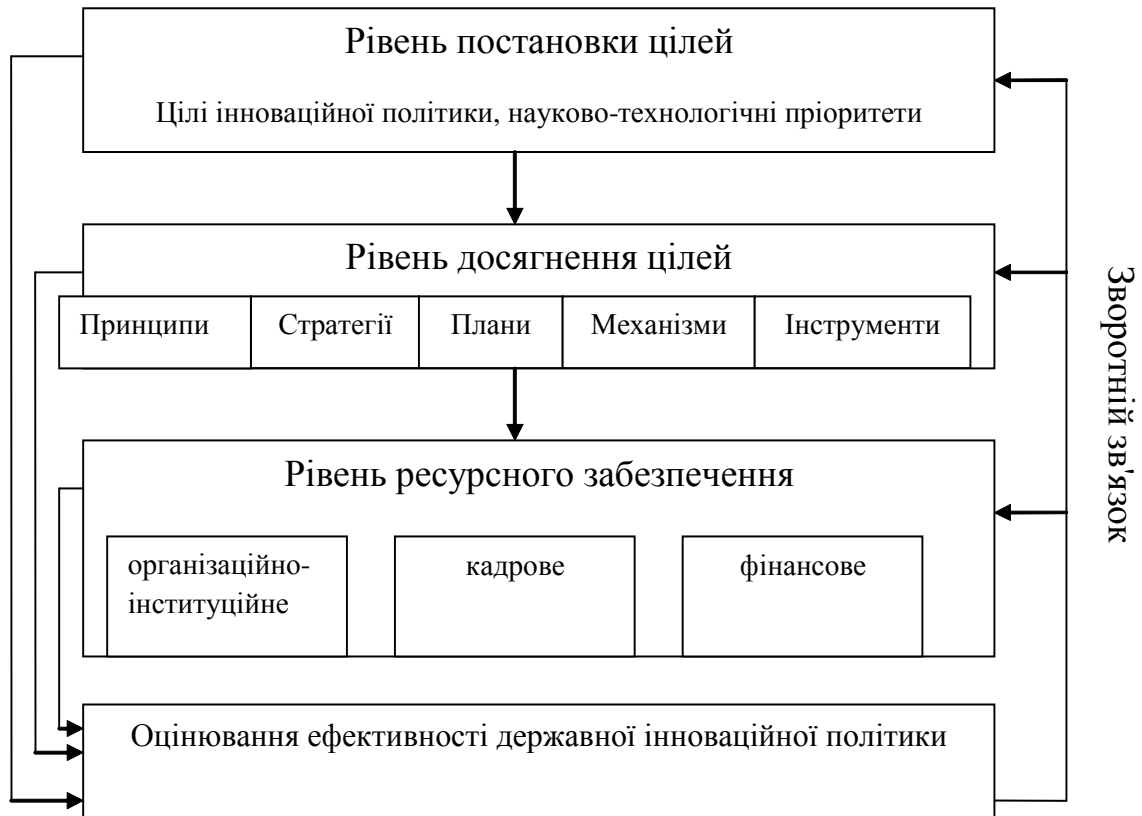 Рівень постановки цілей
Цілі інноваційної політики, науково-технологічні пріоритети
Рівень досягнення цілей
Принципи
Стратегії
Плани
Механізми
Інструменти
Рівень ресурсного забезпечення
організаційно-
інституційне
кадрове
фінансове
Оцінювання ефективності державної інноваційної політики
Зворотній зв'язок